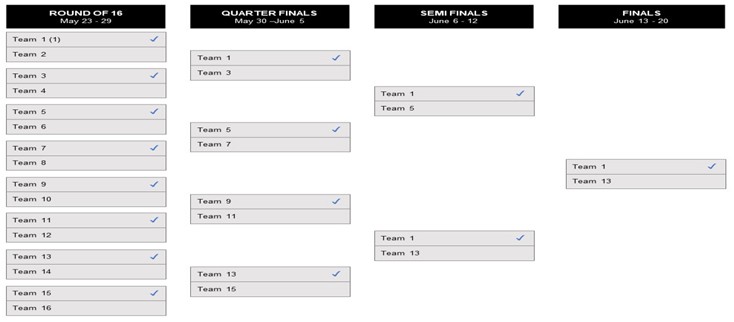 ROUND OF 16
May 23 - 29
Team 1 (1)
Team 2
Team 3
Team 4
Team 5
Team 6
Team 7
Team 8
Team 9
Team 10
Team 11
Team 12
Team 13
Team 14
Team 15
Team 16
QUARTER FINALS
May 30 –June 5
Team 1
Team 3
Team 5
Team 7
Team 9
Team 11
Team 13
Team 15
SEMI FINALS
June 6 - 12
Team 1
Team 5
Team 1
Team 13
FINALS
June 13 - 20
Team 1
Team 13